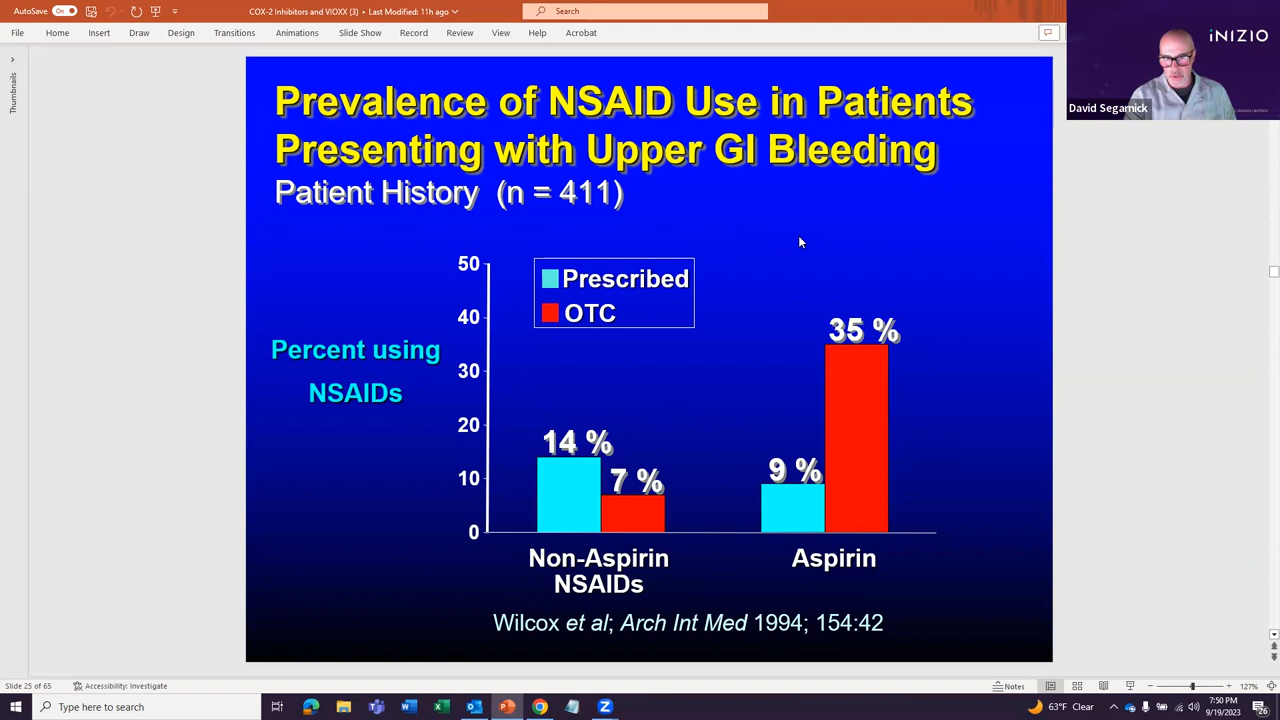 AutoSave On COX-2 Inhibitors and VIOXX (3) • Last Modified: 11h ago Search
File Home Insert Draw Design Transitions Animations Slide Show Record Review View Help Acrobat
iNIZIO
David Segarnick
Thumbnails
Prevalence of NSAID Use in Patients
Presenting with Upper GI Bleeding
Patient History (n = 411)
50
40
30
20
10
0
Prescribed
OTC
Percent using
NSAIDs
14 %
7 %
9 %
35 %
Non-Aspirin
NSAIDs
Aspirin
Wilcox et al; Arch Int Med 1994; 154:42
Slide 25 of 65 Accessibility: Investigate Notes 127%
Type here to search 63°F Clear 7:50 PM
9/19/2023
26